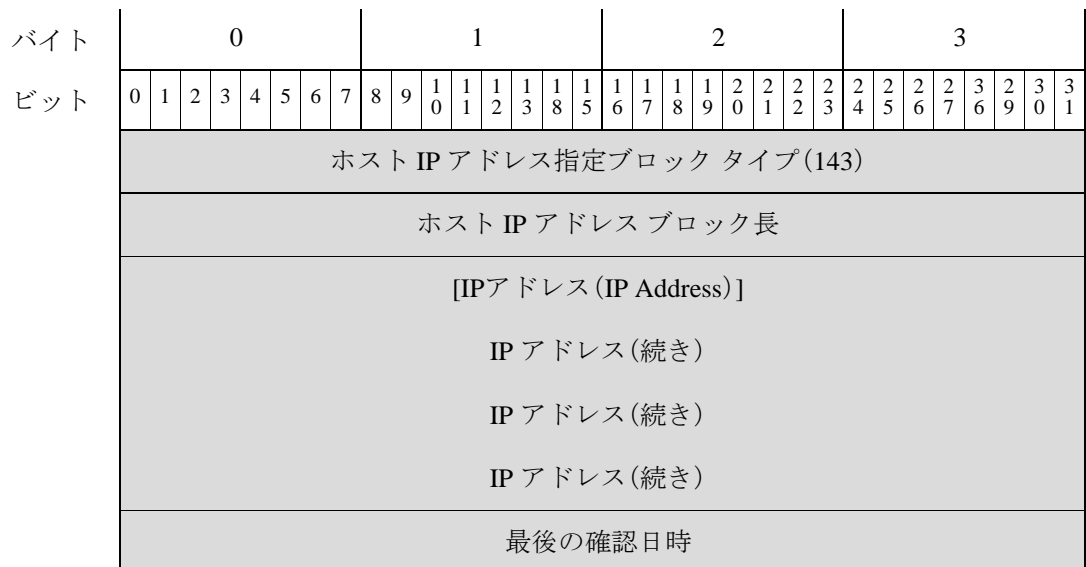 バイト 0 1 2 3
ビット 0 1 2 3 4 5 6 7 8 9 10 11 12 13 18 15 16 17 18 19 20 21 22 23 24 25 26 27 36 29 30 31
ホスト IP アドレス指定ブロック タイプ(143)
ホスト IP アドレス ブロック長
[IPアドレス(IP Address)]
IP アドレス(続き)
IP アドレス(続き)
IP アドレス(続き)
最後の確認日時